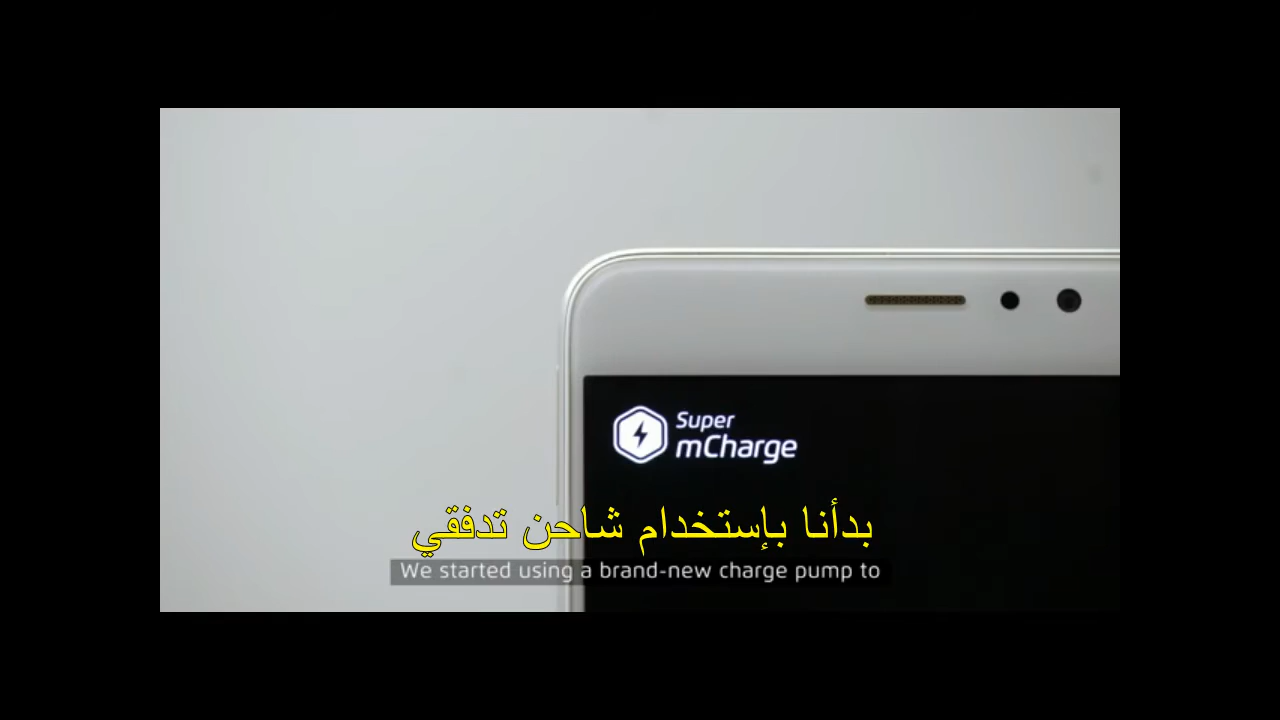 Super
mCharge
بدأنا بإستخدام شاحن تدفقي
We started using a brand-new charge pump to